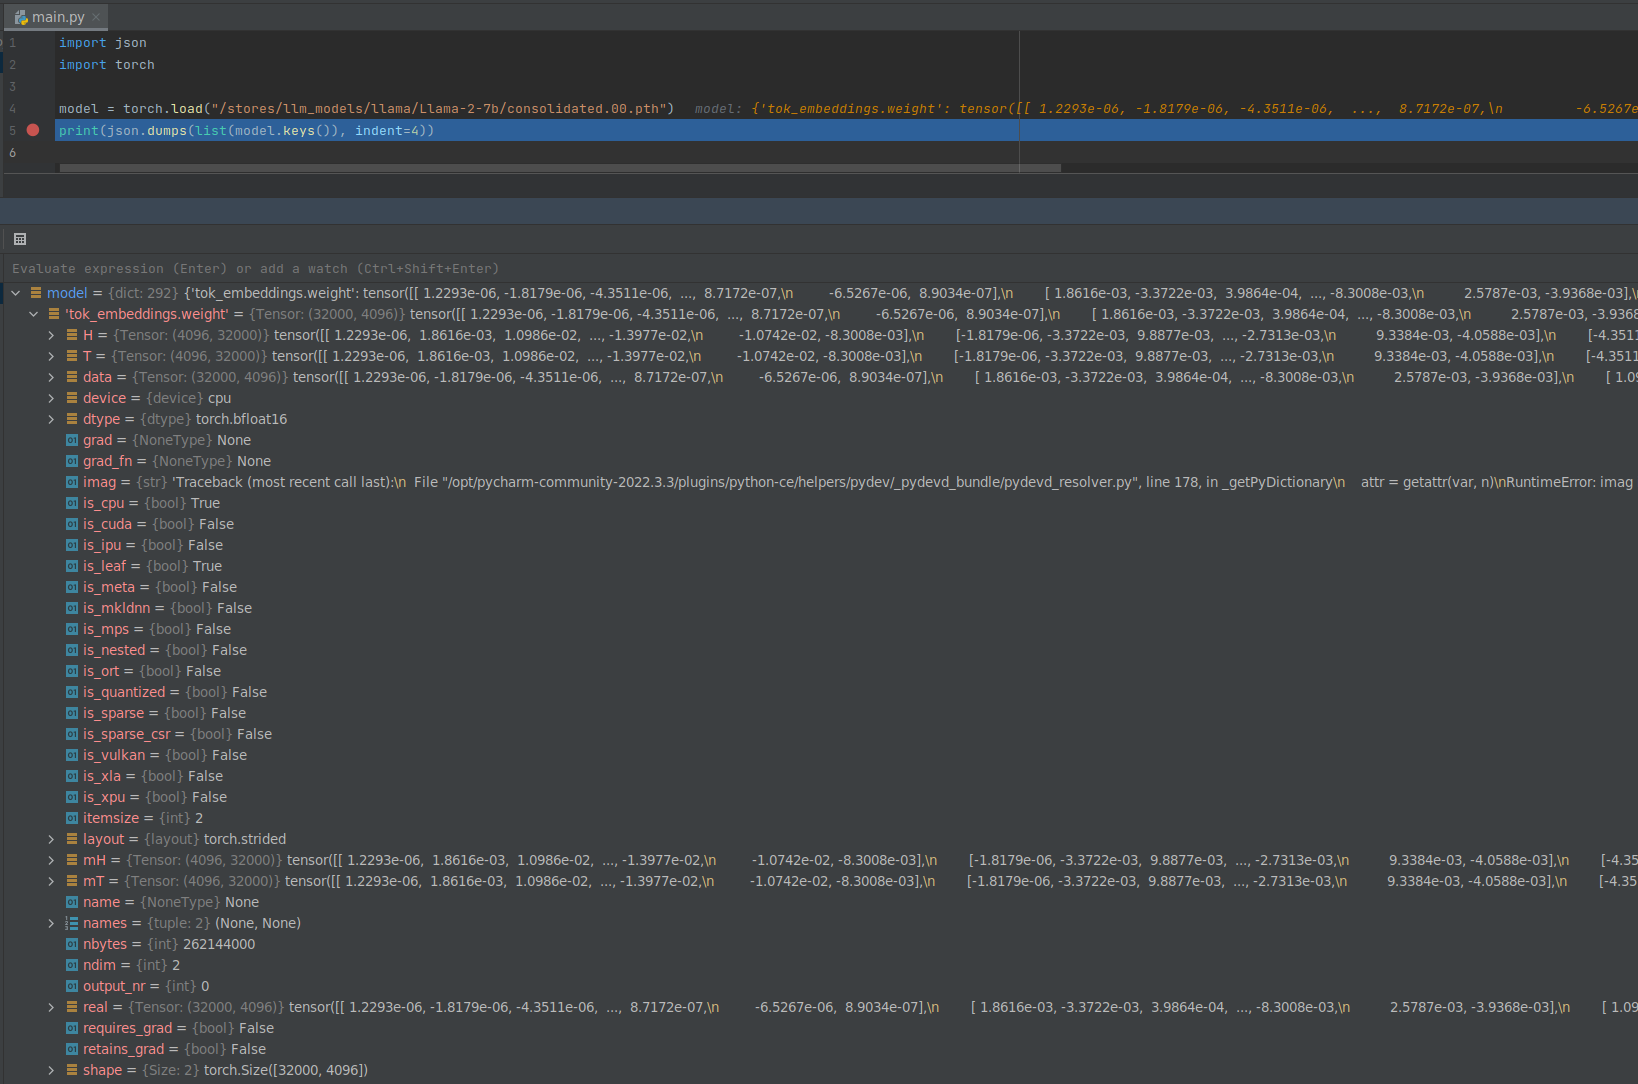 main.py
1 import json
2 import torch
3
4 model = torch.load("/stores/llm_models/llama/Llama-2-7b/consolidated.00.pth") model: {'tok_embeddings.weight': tensor([[ 1.2293e-06, -1.8179e-06, -4.3511e-06, ..., 8.7172e-07,\n -6.5267e
5 print(json.dumps(list(model.keys()), indent=4))
6
Evaluate expression (Enter) or add a watch (Ctrl+Shift+Enter)
model = {dict: 292} {'tok_embeddings.weight': tensor([[ 1.2293e-06, -1.8179e-06, -4.3511e-06, ..., 8.7172e-07,\n -6.5267e-06, 8.9034e-07],\n [ 1.8616e-03, -3.3722e-03, 3.9864e-04, ..., -8.3008e-03,\n 2.5787e-03, -3.9368e-03],\
'tok_embeddings.weight' = {Tensor: (32000, 4096)} tensor([[ 1.2293e-06, -1.8179e-06, -4.3511e-06, ..., 8.7172e-07,\n -6.5267e-06, 8.9034e-07],\n [ 1.8616e-03, -3.3722e-03, 3.9864e-04, ..., -8.3008e-03,\n 2.5787e-03, -3.93
H = {Tensor: (4096, 32000)} tensor([[ 1.2293e-06, 1.8616e-03, 1.0986e-02, ..., -1.3977e-02,\n -1.0742e-02, -8.3008e-03],\n [-1.8179e-06, -3.3722e-03, 9.8877e-03, ..., -2.7313e-03,\n 9.3384e-03, -4.0588e-03],\n [-4.3511
T = {Tensor: (4096, 32000)} tensor([[ 1.2293e-06, 1.8616e-03, 1.0986e-02, ..., -1.3977e-02,\n -1.0742e-02, -8.3008e-03],\n [-1.8179e-06, -3.3722e-03, 9.8877e-03, ..., -2.7313e-03,\n 9.3384e-03, -4.0588e-03],\n [-4.3511
data = {Tensor: (32000, 4096)} tensor([[ 1.2293e-06, -1.8179e-06, -4.3511e-06, ..., 8.7172e-07,\n -6.5267e-06, 8.9034e-07],\n [ 1.8616e-03, -3.3722e-03, 3.9864e-04, ..., -8.3008e-03,\n 2.5787e-03, -3.9368e-03],\n [ 1.09
device = {device} cpu
dtype = {dtype} torch.bfloat16
grad = {NoneType} None
grad_fn = {NoneType} None
imag = {str} 'Traceback (most recent call last):\n File "/opt/pycharm-community-2022.3.3/plugins/python-ce/helpers/pydev/_pydevd_bundle/pydevd_resolver.py", line 178, in _getPyDictionary\n attr = getattr(var, n)\nRuntimeError: imag
is_cpu = {bool} True
is_cuda = {bool} False
is_ipu = {bool} False
is_leaf = {bool} True
is_meta = {bool} False
is_mkldnn = {bool} False
is_mps = {bool} False
is_nested = {bool} False
is_ort = {bool} False
is_quantized = {bool} False
is_sparse = {bool} False
is_sparse_csr = {bool} False
is_vulkan = {bool} False
is_xla = {bool} False
is_xpu = {bool} False
itemsize = {int} 2
layout = {layout} torch.strided
mH = {Tensor: (4096, 32000)} tensor([[ 1.2293e-06, 1.8616e-03, 1.0986e-02, ..., -1.3977e-02,\n -1.0742e-02, -8.3008e-03],\n [-1.8179e-06, -3.3722e-03, 9.8877e-03, ..., -2.7313e-03,\n 9.3384e-03, -4.0588e-03],\n [-4.35
mT = {Tensor: (4096, 32000)} tensor([[ 1.2293e-06, 1.8616e-03, 1.0986e-02, ..., -1.3977e-02,\n -1.0742e-02, -8.3008e-03],\n [-1.8179e-06, -3.3722e-03, 9.8877e-03, ..., -2.7313e-03,\n 9.3384e-03, -4.0588e-03],\n [-4.35
name = {NoneType} None
names = {tuple: 2} (None, None)
nbytes = {int} 262144000
ndim = {int} 2
output_nr = {int} 0
real = {Tensor: (32000, 4096)} tensor([[ 1.2293e-06, -1.8179e-06, -4.3511e-06, ..., 8.7172e-07,\n -6.5267e-06, 8.9034e-07],\n [ 1.8616e-03, -3.3722e-03, 3.9864e-04, ..., -8.3008e-03,\n 2.5787e-03, -3.9368e-03],\n [ 1.09
requires_grad = {bool} False
retains_grad = {bool} False
shape = {Size: 2} torch.Size([32000, 4096])